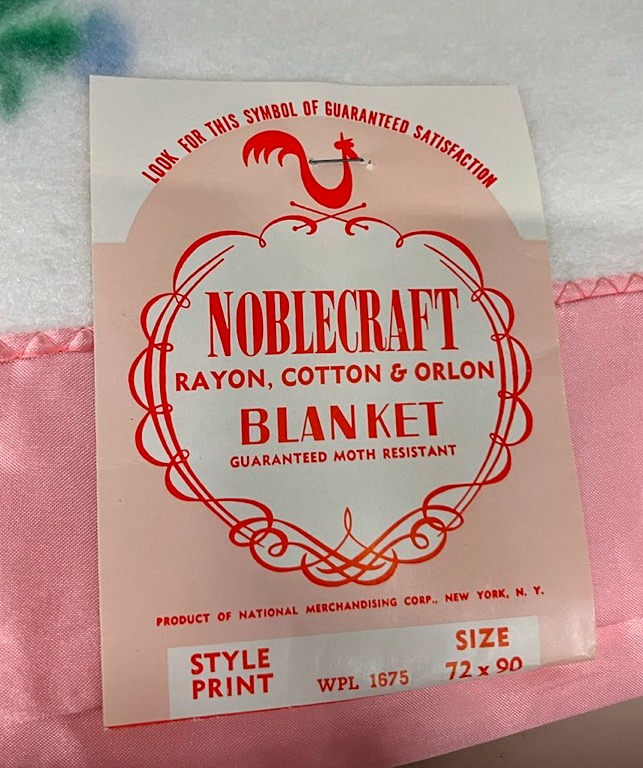 LOOK FOR THIS SYMBOL OF GUARANTEED SATISFACTION
NOBLECRAFT
RAYON, COTTON & ORLON
BLANKET
GUARANTEED MOTH RESISTANT
PRODUCT OF NATIONAL MERCHANDISING CORP., NEW YORK, N. Y.
STYLE PRINT
WPL 1675
SIZE
72 x 90